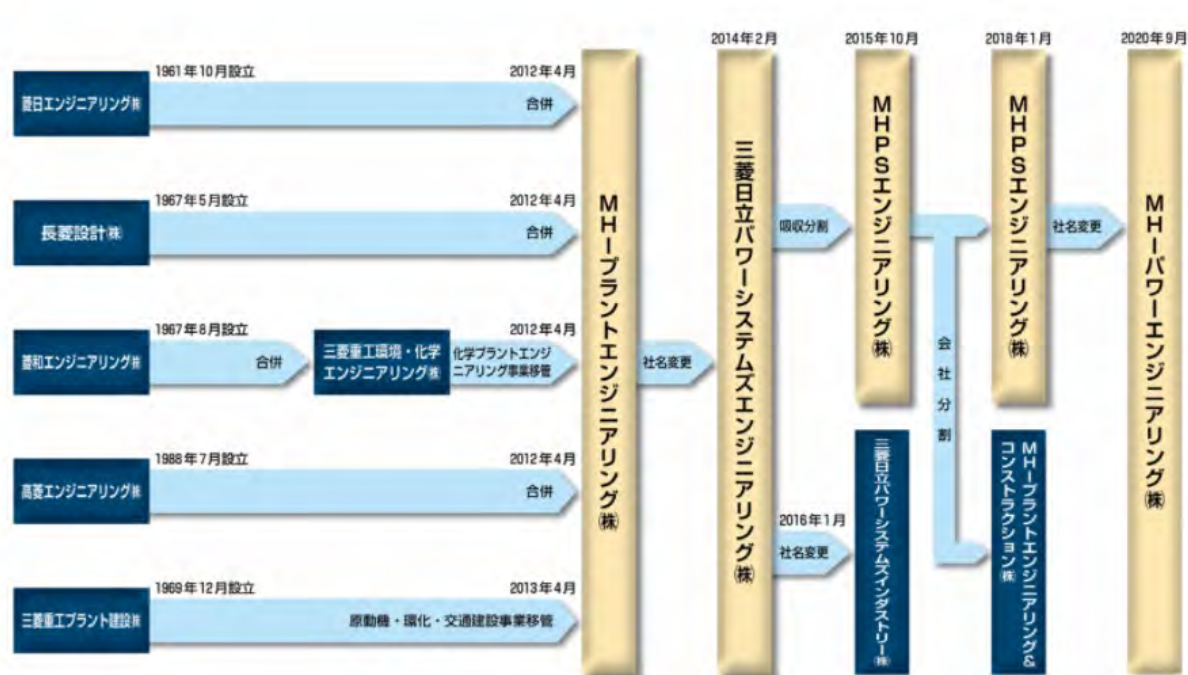 2014年2月
2015年10月
2018年1月
2020年9月
菱日エンジニアリング㈱
1961年10月設立
2012年4月
合併
長菱設計㈱
1967年5月設立
2012年4月
合併
菱和エンジニアリング㈱
1967年8月設立
合併
三菱重工環境・化学
エンジニアリング㈱
2012年4月
化学プラントエンジ
ニアリング事業移管
高菱エンジニアリング㈱
1988年7月設立
2012年4月
合併
三菱重工プラント建設㈱
1969年12月設立
2013年4月
原動機・環化・交通建設事業移管
MHIプラントエンジニアリング㈱
社名変更
三菱日立パワーシステムズエンジニアリング㈱
吸収分割
2016年1月
社名変更
MHPSエンジニアリング㈱
三菱日立パワーシステムズインダストリー㈱
会社分割
MHPSエンジニアリング㈱
MHIプラントエンジニアリング&
コンストラクション㈱
社名変更
MHIパワーエンジニアリング㈱